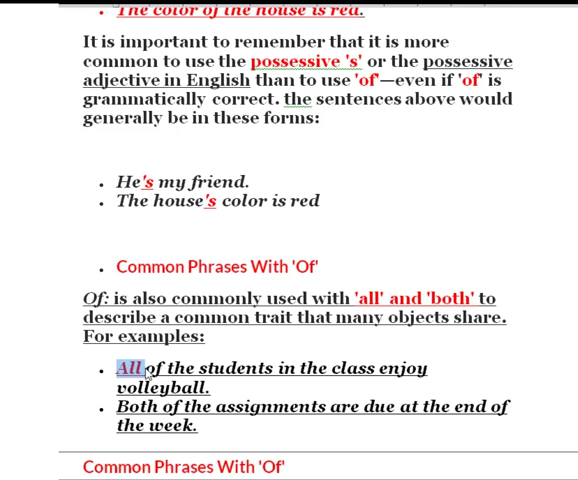 The color of the house is red.
It is important to remember that it is more
common to use the possessive 's' or the possessive
adjective in English than to use 'of'—even if 'of' is
grammatically correct. the sentences above would
generally be in these forms:
He's my friend.
The house's color is red
Common Phrases With 'Of'
Of: is also commonly used with 'all' and 'both' to
describe a common trait that many objects share.
For examples:
All of the students in the class enjoy
volleyball.
Both of the assignments are due at the end of
the week.
Common Phrases With 'Of'